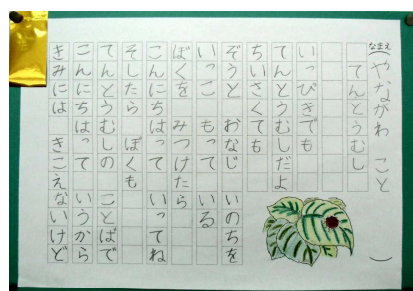 なまえ（やながわ　こと　）
てんとうむし
いっぴきでも
てんとうむしだよ
ちいさくても
ぞうと　おなじ　いのちを
いっこ　もって　いる
ぼくを　みつけたら
こんにちはって　いってね
そしたら　ぼくも
てんとうむしの　ことばで
こんにちはって　いうから
きみには　きこえないけど